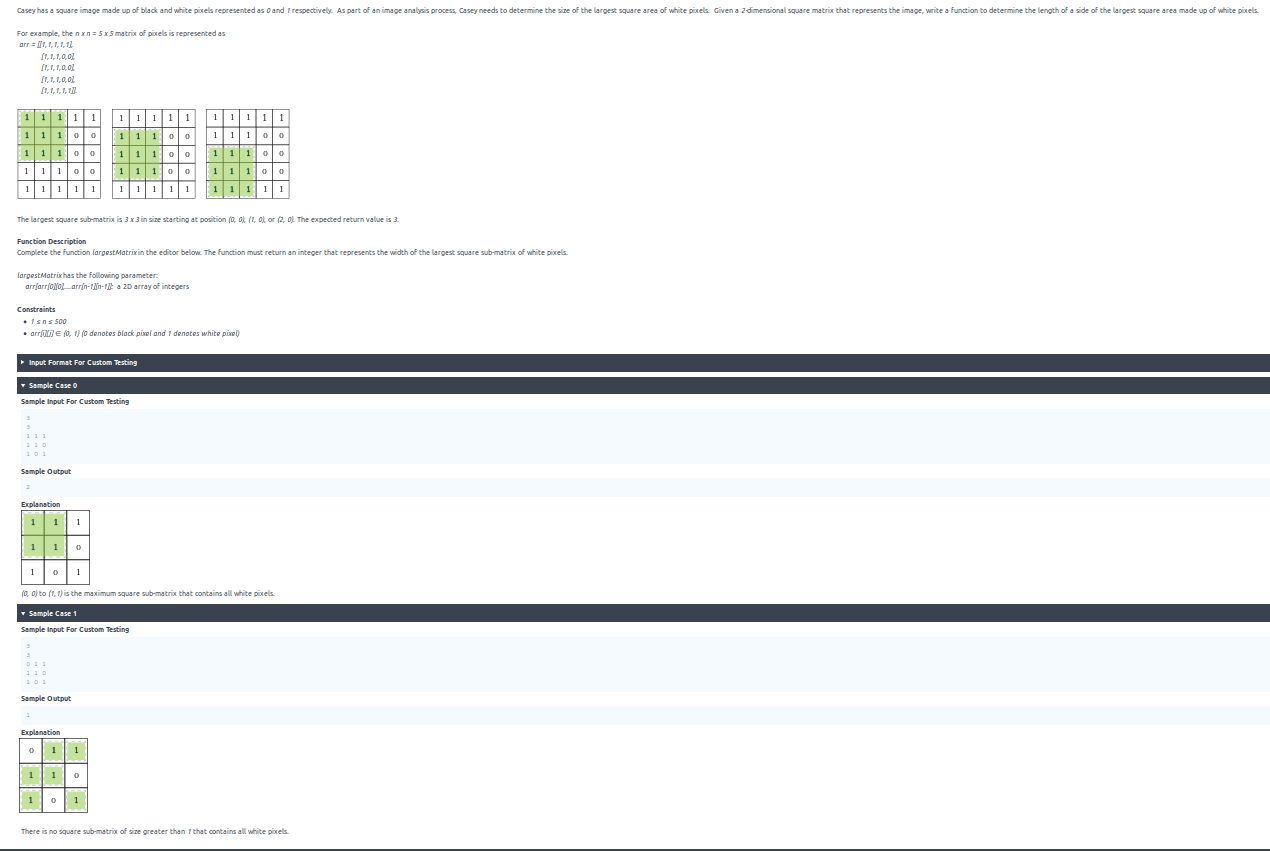 Casey has a square image made up of black and white pixels represented as 0 and 1 respectively. As part of an image analysis process, Casey needs to determine the size of the largest square area of white pixels. Given a 2-dimensional square matrix that represents the image, write a function to determine the length of a side of the largest square area made up of white pixels.
For example, the n x n = 5 x 5 matrix of pixels is represented as
arr = [[1,1,1,1,1],
[1,1,1,0,0],
[1,1,1,0,0],
[1,1,1,0,0],
[1,1,1,1,1]].
1 1 1 1 1 1 1 1 1 1 1 1 1 1 1
1 1 1 0 0 1 1 1 0 0 1 1 1 0 0
1 1 1 0 0 1 1 1 0 0 1 1 1 0 0
1 1 1 0 0 1 1 1 0 0 1 1 1 0 0
1 1 1 1 1 1 1 1 1 1 1 1 1 1 1
The largest square sub-matrix is 3 x 3 in size starting at position (0, 0), (1, 0), or (2, 0). The expected return value is 3.
Function Description
Complete the function largestMatrix in the editor below. The function must return an integer that represents the width of the largest square sub-matrix of white pixels.
largestMatrix has the following parameter:
arr[arr[0][0],...arr[n-1][n-1]]: a 2D array of integers
Constraints
• 1 ≤ n ≤ 500
• arr[i][j] ∈ {0, 1} (0 denotes black pixel and 1 denotes white pixel)
Input Format For Custom Testing
Sample Case 0
Sample Input For Custom Testing
3
3
1 1 1
1 1 0
1 0 1
Sample Output
2
Explanation
1 1 1
1 1 0
1 0 1
(0, 0) to (1,1) is the maximum square sub-matrix that contains all white pixels.
Sample Case 1
Sample Input For Custom Testing
3
3
0 1 1
1 1 0
1 0 1
Sample Output
1
Explanation
0 1 1
1 1 0
1 0 1
There is no square sub-matrix of size greater than 1 that contains all white pixels.